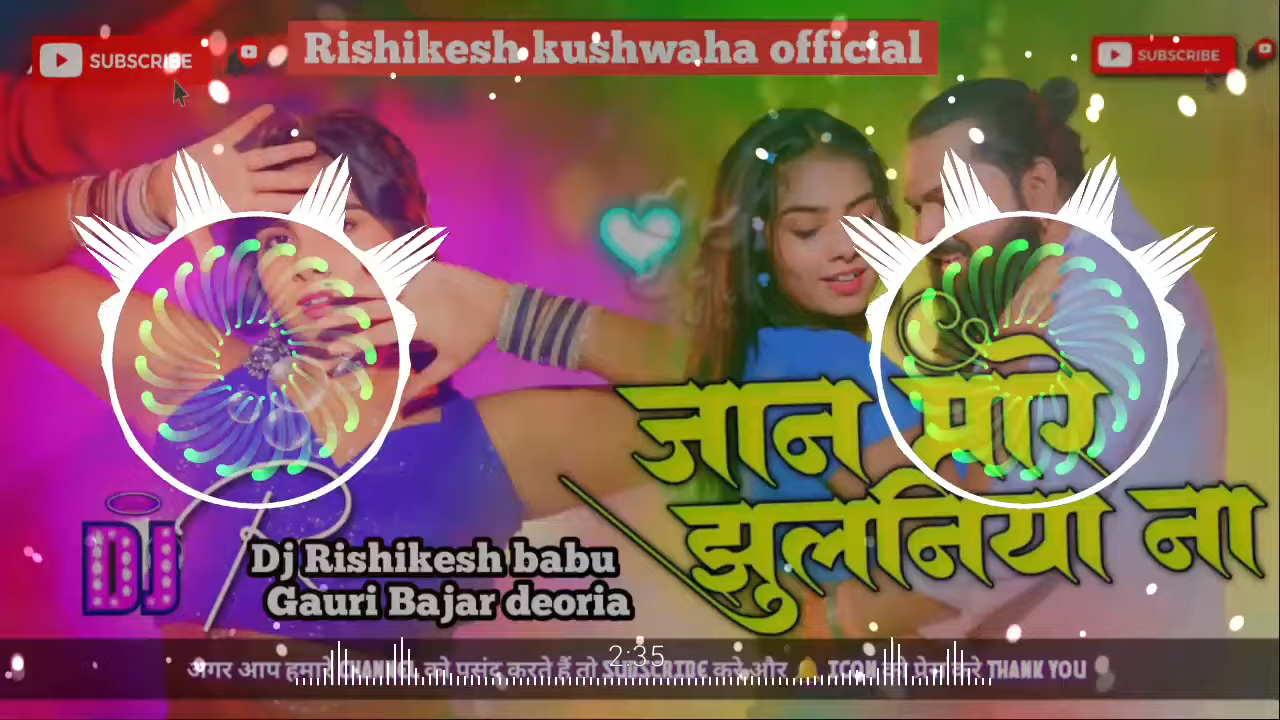 Rishikesh kushwaha official
SUBSCRIBE
SUBSCRIBE
जान मारे
झुलनिया ना
DJ
R
Dj Rishikesh babu
Gauri Bajar deoria
2:35
अगर आप हमारे CHANNEL को पसंद करते हैं तो SUBSCRIBE करे और 🔔 ICON को प्रेस करे THANK YOU